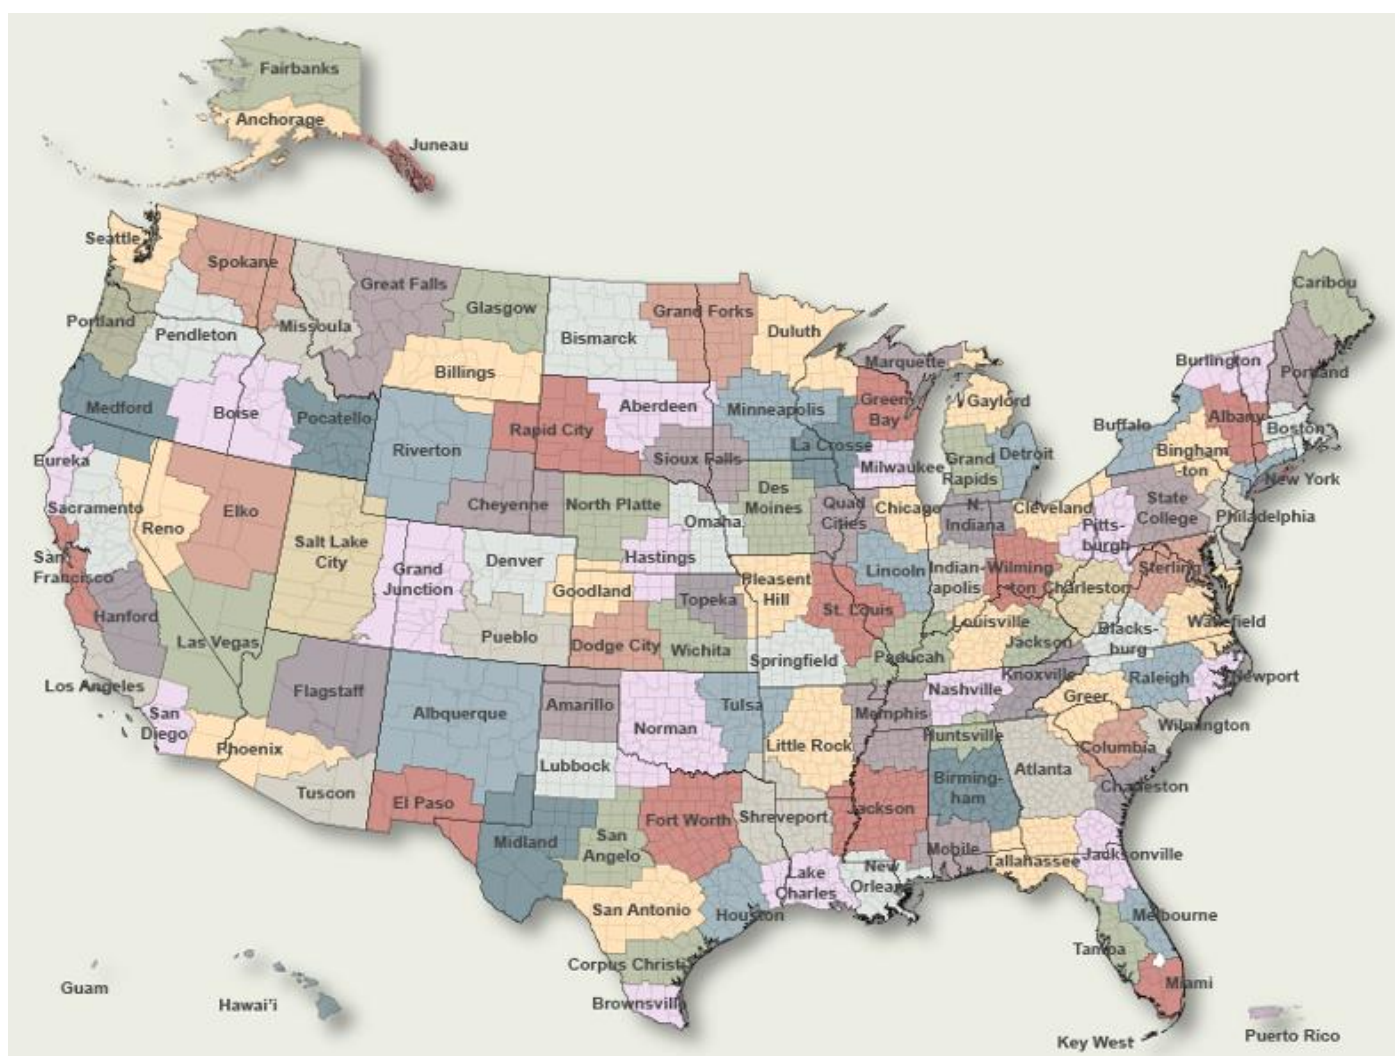 Fairbanks
Anchorage
Juneau
Seattle
Spokane
Great Falls
Glasgow
Missoula
Portland
Pendleton
Billings
Bismarck
Grand Forks
Duluth
Marquette
Caribou
Burlington
Portland
Medford
Boise
Pocatello
Riverton
Rapid City
Aberdeen
Minneapolis
Green
Bay
Gaylord
Buffalo
Albany
Boston
Eureka
Sioux Falls
La Crosse
Milwaukee
Grand
Rapids
Detroit
Bingham
-ton
New York
Sacramento
Reno
Elko
Salt Lake
City
Cheyenne
North Platte
Omaha
Des
Moines
Quad
Cities
Chicago
N.
Indiana
Cleveland
Pitts-
burgh
State
College
Philadelphia
San
Francisco
Hanford
Las Vegas
Grand
Junction
Denver
Goodland
Hastings
Topeka
Pleasent
Hill
Lincoln
Indian-
apolis
Wilming
-ton
Charleston
Sterling
St. Louis
Pueblo
Dodge City
Wichita
Springfield
Paducah
Louisville
Jackson
Blacks-
burg
Wakefield
Los Angeles
San
Diego
Phoenix
Flagstaff
Albquerque
Amarillo
Norman
Tulsa
Little Rock
Memphis
Nashville
Knoxville
Greer
Raleigh
Newport
Wilmington
Columbia
Huntsville
Tuscon
El Paso
Lubbock
Midland
San
Angelo
Fort Worth
Shreveport
Jackson
Birming-
ham
Atlanta
Charleston
Mobile
Tallahassee
Jacksonville
San Antonio
Houston
Lake
Charles
New
Orleans
Melbourne
Tampa
Corpus Christi
Brownsville
Miami
Key West
Guam
Hawai'i
Puerto Rico